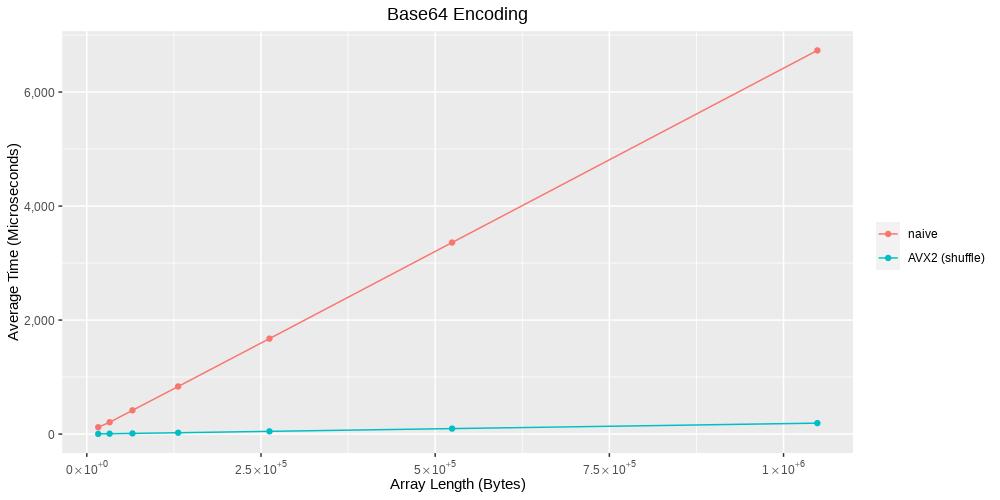 Base64 Encoding
Average Time (Microseconds)
6,000
4,000
2,000
0
0×10⁺⁰
2.5×10⁺⁵
5×10⁺⁵
7.5×10⁺⁵
1×10⁺⁶
Array Length (Bytes)
naive
AVX2 (shuffle)